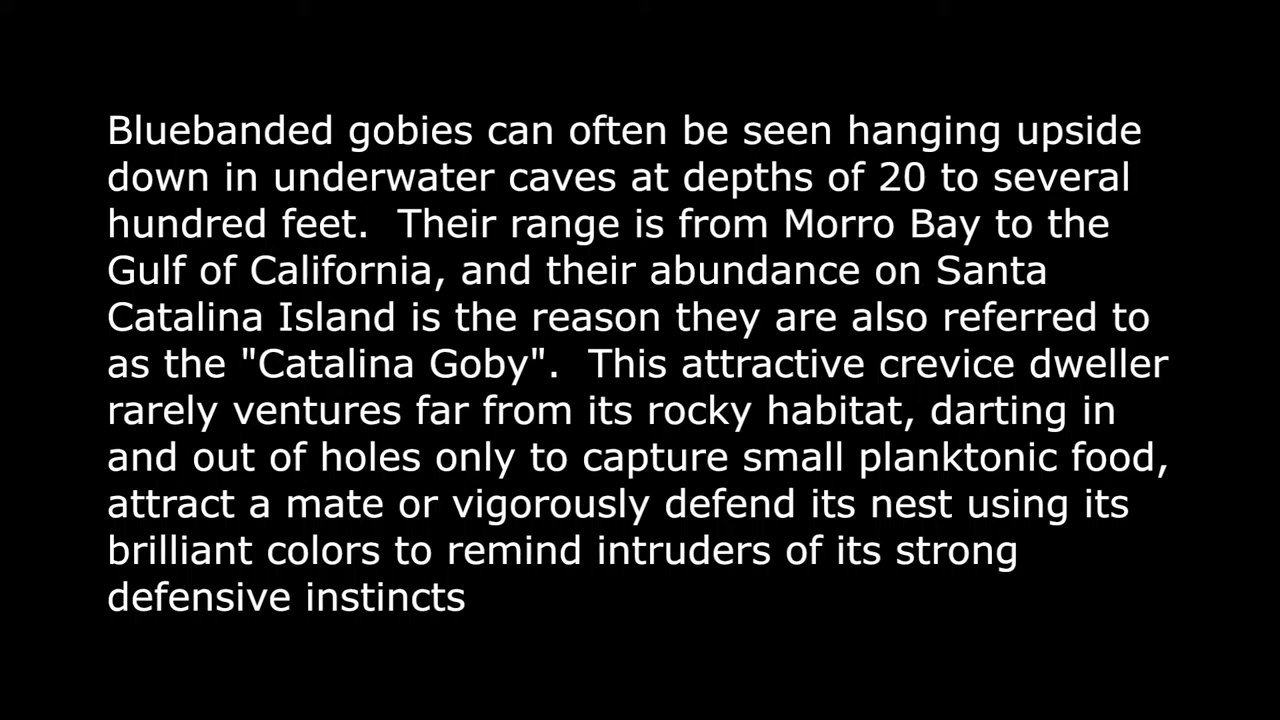 Bluebanded gobies can often be seen hanging upside
down in underwater caves at depths of 20 to several
hundred feet.  Their range is from Morro Bay to the
Gulf of California, and their abundance on Santa
Catalina Island is the reason they are also referred to
as the "Catalina Goby".  This attractive crevice dweller
rarely ventures far from its rocky habitat, darting in
and out of holes only to capture small planktonic food,
attract a mate or vigorously defend its nest using its
brilliant colors to remind intruders of its strong
defensive instincts